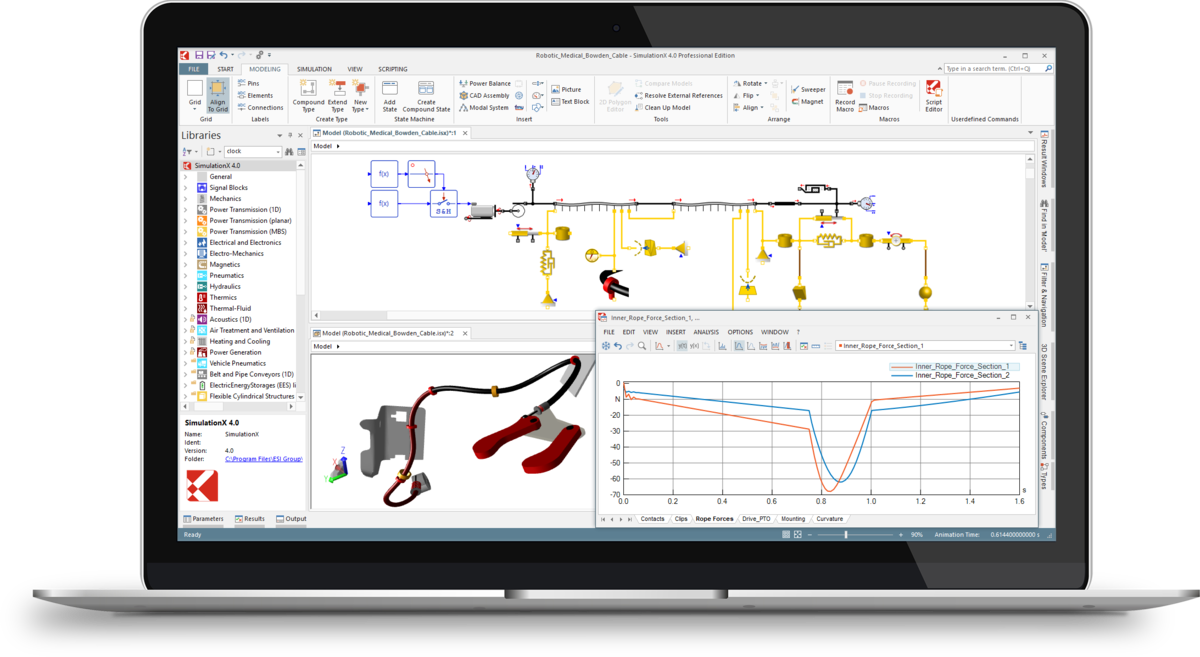 Robotic_Medical_Bowden_Cable - SimulationX 4.0 Professional Edition
FILE START MODELING SIMULATION VIEW SCRIPTING
Type in a search term. (Ctrl+Q)
Grid
Align To Grid
Grid
Pins
Elements
Connections
Labels
Compound Type
Extend Type
New Type
Create Type
Add State
Create Compound State
State Machine
Power Balance
CAD Assembly
Modal System
Picture
Text Block
Insert
2D Polygon Editor
Compare Models
Resolve External References
Clean Up Model
Tools
Rotate
Flip
Align
Sweeper
Magnet
Arrange
Record Macro
Pause Recording
Stop Recording
Macros
Script Editor
Macros
Userdefined Commands
Libraries
clock
SimulationX 4.0
General
Signal Blocks
Mechanics
Power Transmission (1D)
Power Transmission (planar)
Power Transmission (MBS)
Electrical and Electronics
Electro-Mechanics
Magnetics
Pneumatics
Hydraulics
Thermics
Thermal-Fluid
Acoustics (1D)
Air Treatment and Ventilation
Heating and Cooling
Power Generation
Vehicle Pneumatics
Belt and Pipe Conveyors (1D)
ElectricEnergyStorages (EES) li
Flexible Cylindrical Structures
SimulationX 4.0
Name: SimulationX
Ident:
Version: 4.0
Folder: C:\Program Files\ESI Group\
Parameters Results Output
Ready
Model (Robotic_Medical_Bowden_Cable.isx)*:1
Model
f(x)
f(x)
S&H
Model (Robotic_Medical_Bowden_Cable.isx)*:2
Model
Z
X
Y
Inner_Rope_Force_Section_1, ...
FILE EDIT VIEW INSERT ANALYSIS OPTIONS WINDOW ?
Inner_Rope_Force_Section_1
Inner_Rope_Force_Section_1
Inner_Rope_Force_Section_2
0
N
-20
-30
-40
-50
-60
-70
0.0 0.2 0.4 0.6 0.8 1.0 1.2 1.4 1.6
s
Contacts Clips Rope Forces Drive_PTO Mounting Curvature
Result Windows
Find in 'Model'
Filter & Navigation
3D Scene Explorer
Components
Types
90% Animation Time: 0.614400000000 s